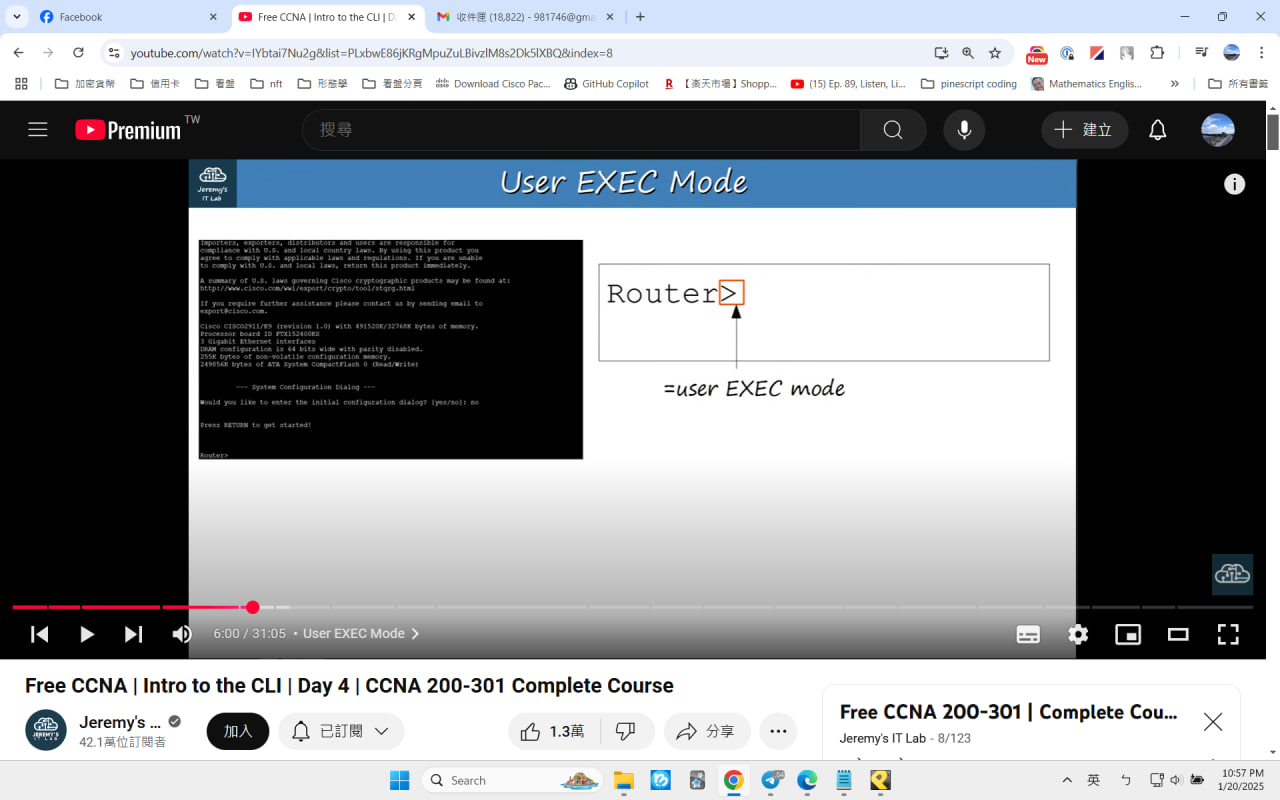 Facebook
Free CCNA | Intro to the CLI | Da
收件匣 (18,822) - 981746@gma
youtube.com/watch?v=IYbtai7Nu2g&list=PLxbwE86jKRgMpuZuLBivzlM8s2Dk5lXBQ&index=8
New
加密貨幣
信用卡
看盤
nft
形態學
看盤分頁
Download Cisco Pac...
GitHub Copilot
【楽天市場】Shopp...
(15) Ep. 89, Listen, Li...
pinescript coding
Mathematics Englis...
所有書籤
Premium TW
搜尋
建立
Jeremy's
IT Lab
User EXEC Mode
Importers, exporters, distributors and users are responsible for
compliance with U.S. and local country laws. By using this product you
agree to comply with applicable laws and regulations. If you are unable
to comply with U.S. and local laws, return this product immediately.
A summary of U.S. laws governing Cisco cryptographic products may be found at:
http://www.cisco.com/wwl/export/crypto/tool/stqrg.html
If you require further assistance please contact us by sending email to
export@cisco.com.
Cisco CISCO2911/K9 (revision 1.0) with 491520K/32768K bytes of memory.
Processor board ID FTX152400KS
3 Gigabit Ethernet interfaces
DRAM configuration is 64 bits wide with parity disabled.
255K bytes of non-volatile configuration memory.
249856K bytes of ATA System CompactFlash 0 (Read/Write)
--- System Configuration Dialog ---
Would you like to enter the initial configuration dialog? [yes/no]: no
Press RETURN to get started!
Router>
Router>
=user EXEC mode
6:00 / 31:05 • User EXEC Mode
Free CCNA | Intro to the CLI | Day 4 | CCNA 200-301 Complete Course
JEREMY'S
IT LAB
Jeremy's ...
42.1萬位訂閱者
加入
已訂閱
1.3萬
分享
Free CCNA 200-301 | Complete Cou...
Jeremy's IT Lab - 8/123
Search
04
英
ㄅ
10:57 PM
1/20/2025